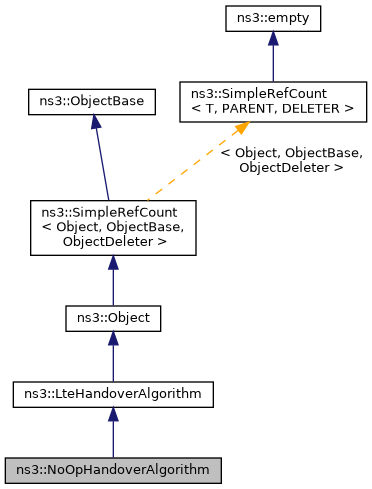 ns3::empty
ns3::ObjectBase
ns3::SimpleRefCount
< T, PARENT, DELETER >
< Object, ObjectBase,
ObjectDeleter >
ns3::SimpleRefCount
< Object, ObjectBase,
ObjectDeleter >
ns3::Object
ns3::LteHandoverAlgorithm
ns3::NoOpHandoverAlgorithm